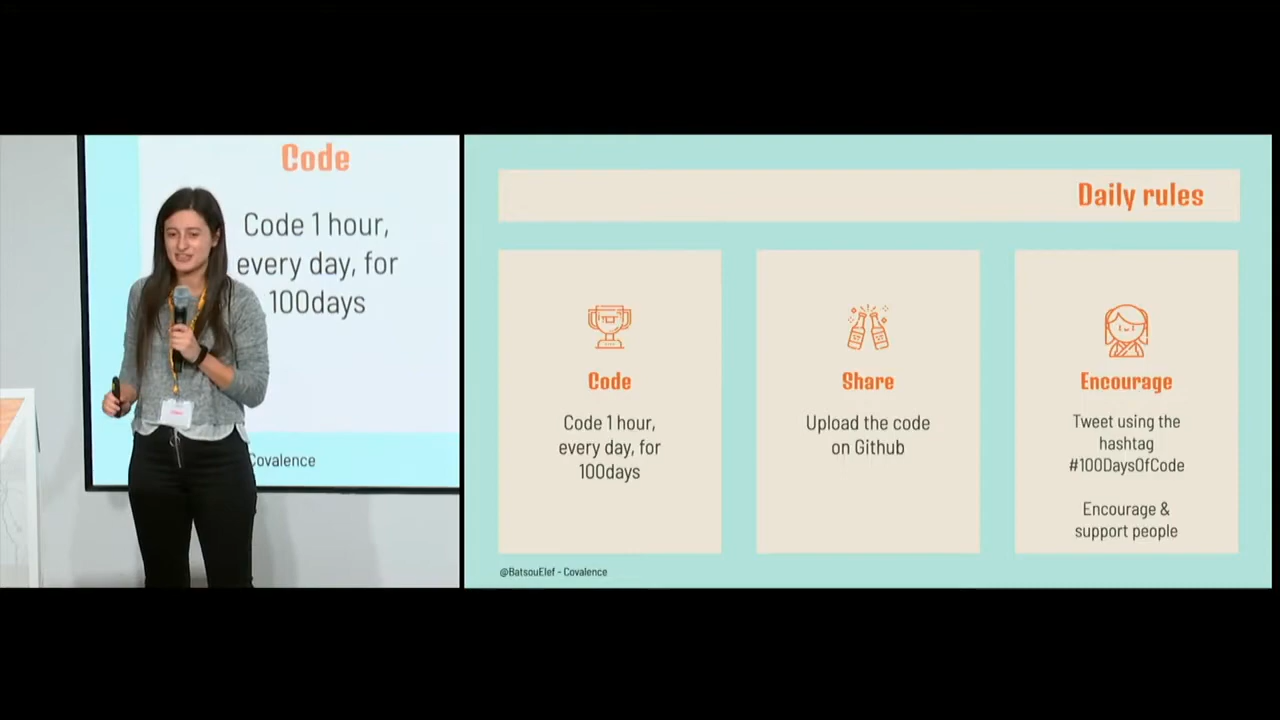 Code
Code 1 hour,
every day, for
100days
Covalence
Daily rules
Code
Code 1 hour,
every day, for
100days
Share
Upload the code
on Github
Encourage
Tweet using the
hashtag
#100DaysOfCode
Encourage &
support people
@BatsouElef - Covalence